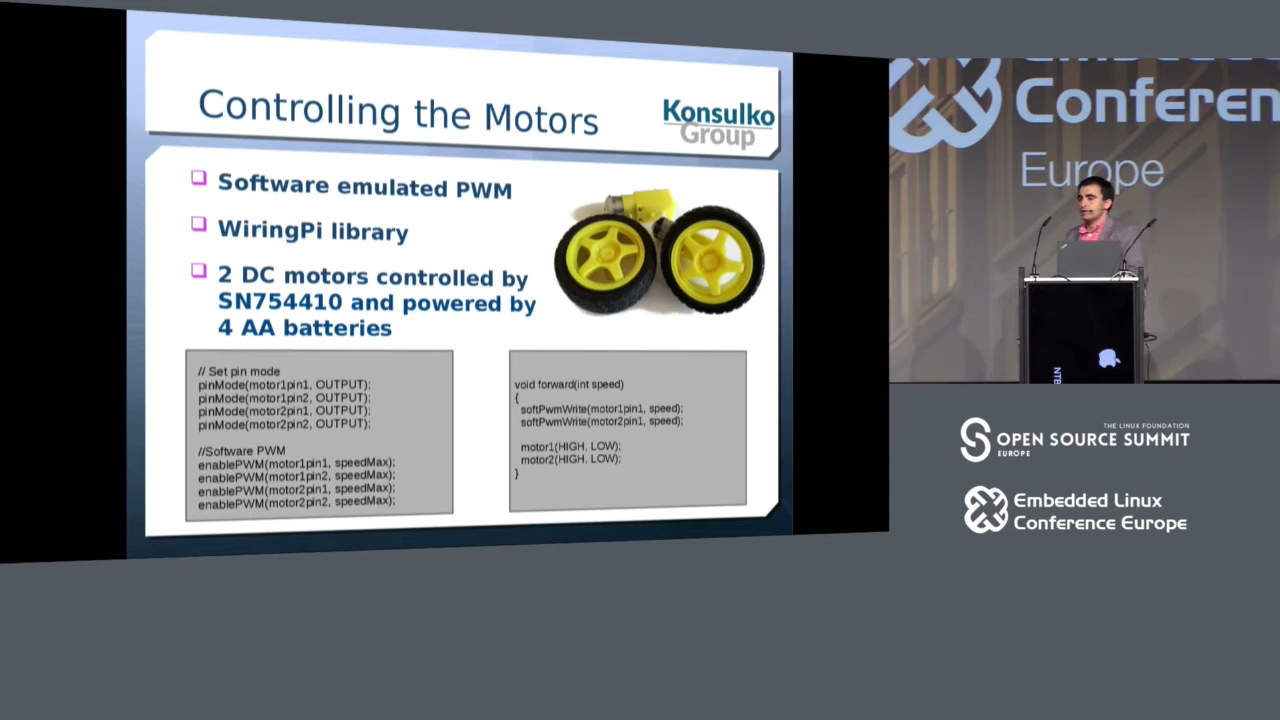 Controlling the Motors
Konsulko
Group
Software emulated PWM
WiringPi library
2 DC motors controlled by
SN754410 and powered by
4 AA batteries
// Set pin mode
pinMode(motor1pin1, OUTPUT);
pinMode(motor1pin2, OUTPUT);
pinMode(motor2pin1, OUTPUT);
pinMode(motor2pin2, OUTPUT);
//Software PWM
enablePWM(motor1pin1, speedMax);
enablePWM(motor1pin2, speedMax);
enablePWM(motor2pin1, speedMax);
enablePWM(motor2pin2, speedMax);
void forward(int speed)
{
softPwmWrite(motor1pin1, speed);
softPwmWrite(motor2pin1, speed);
motor1(HIGH, LOW);
motor2(HIGH, LOW);
}
Conferen
Europe
THE LINUX FOUNDATION
OPEN SOURCE SUMMIT
EUROPE
Embedded Linux
Conference Europe